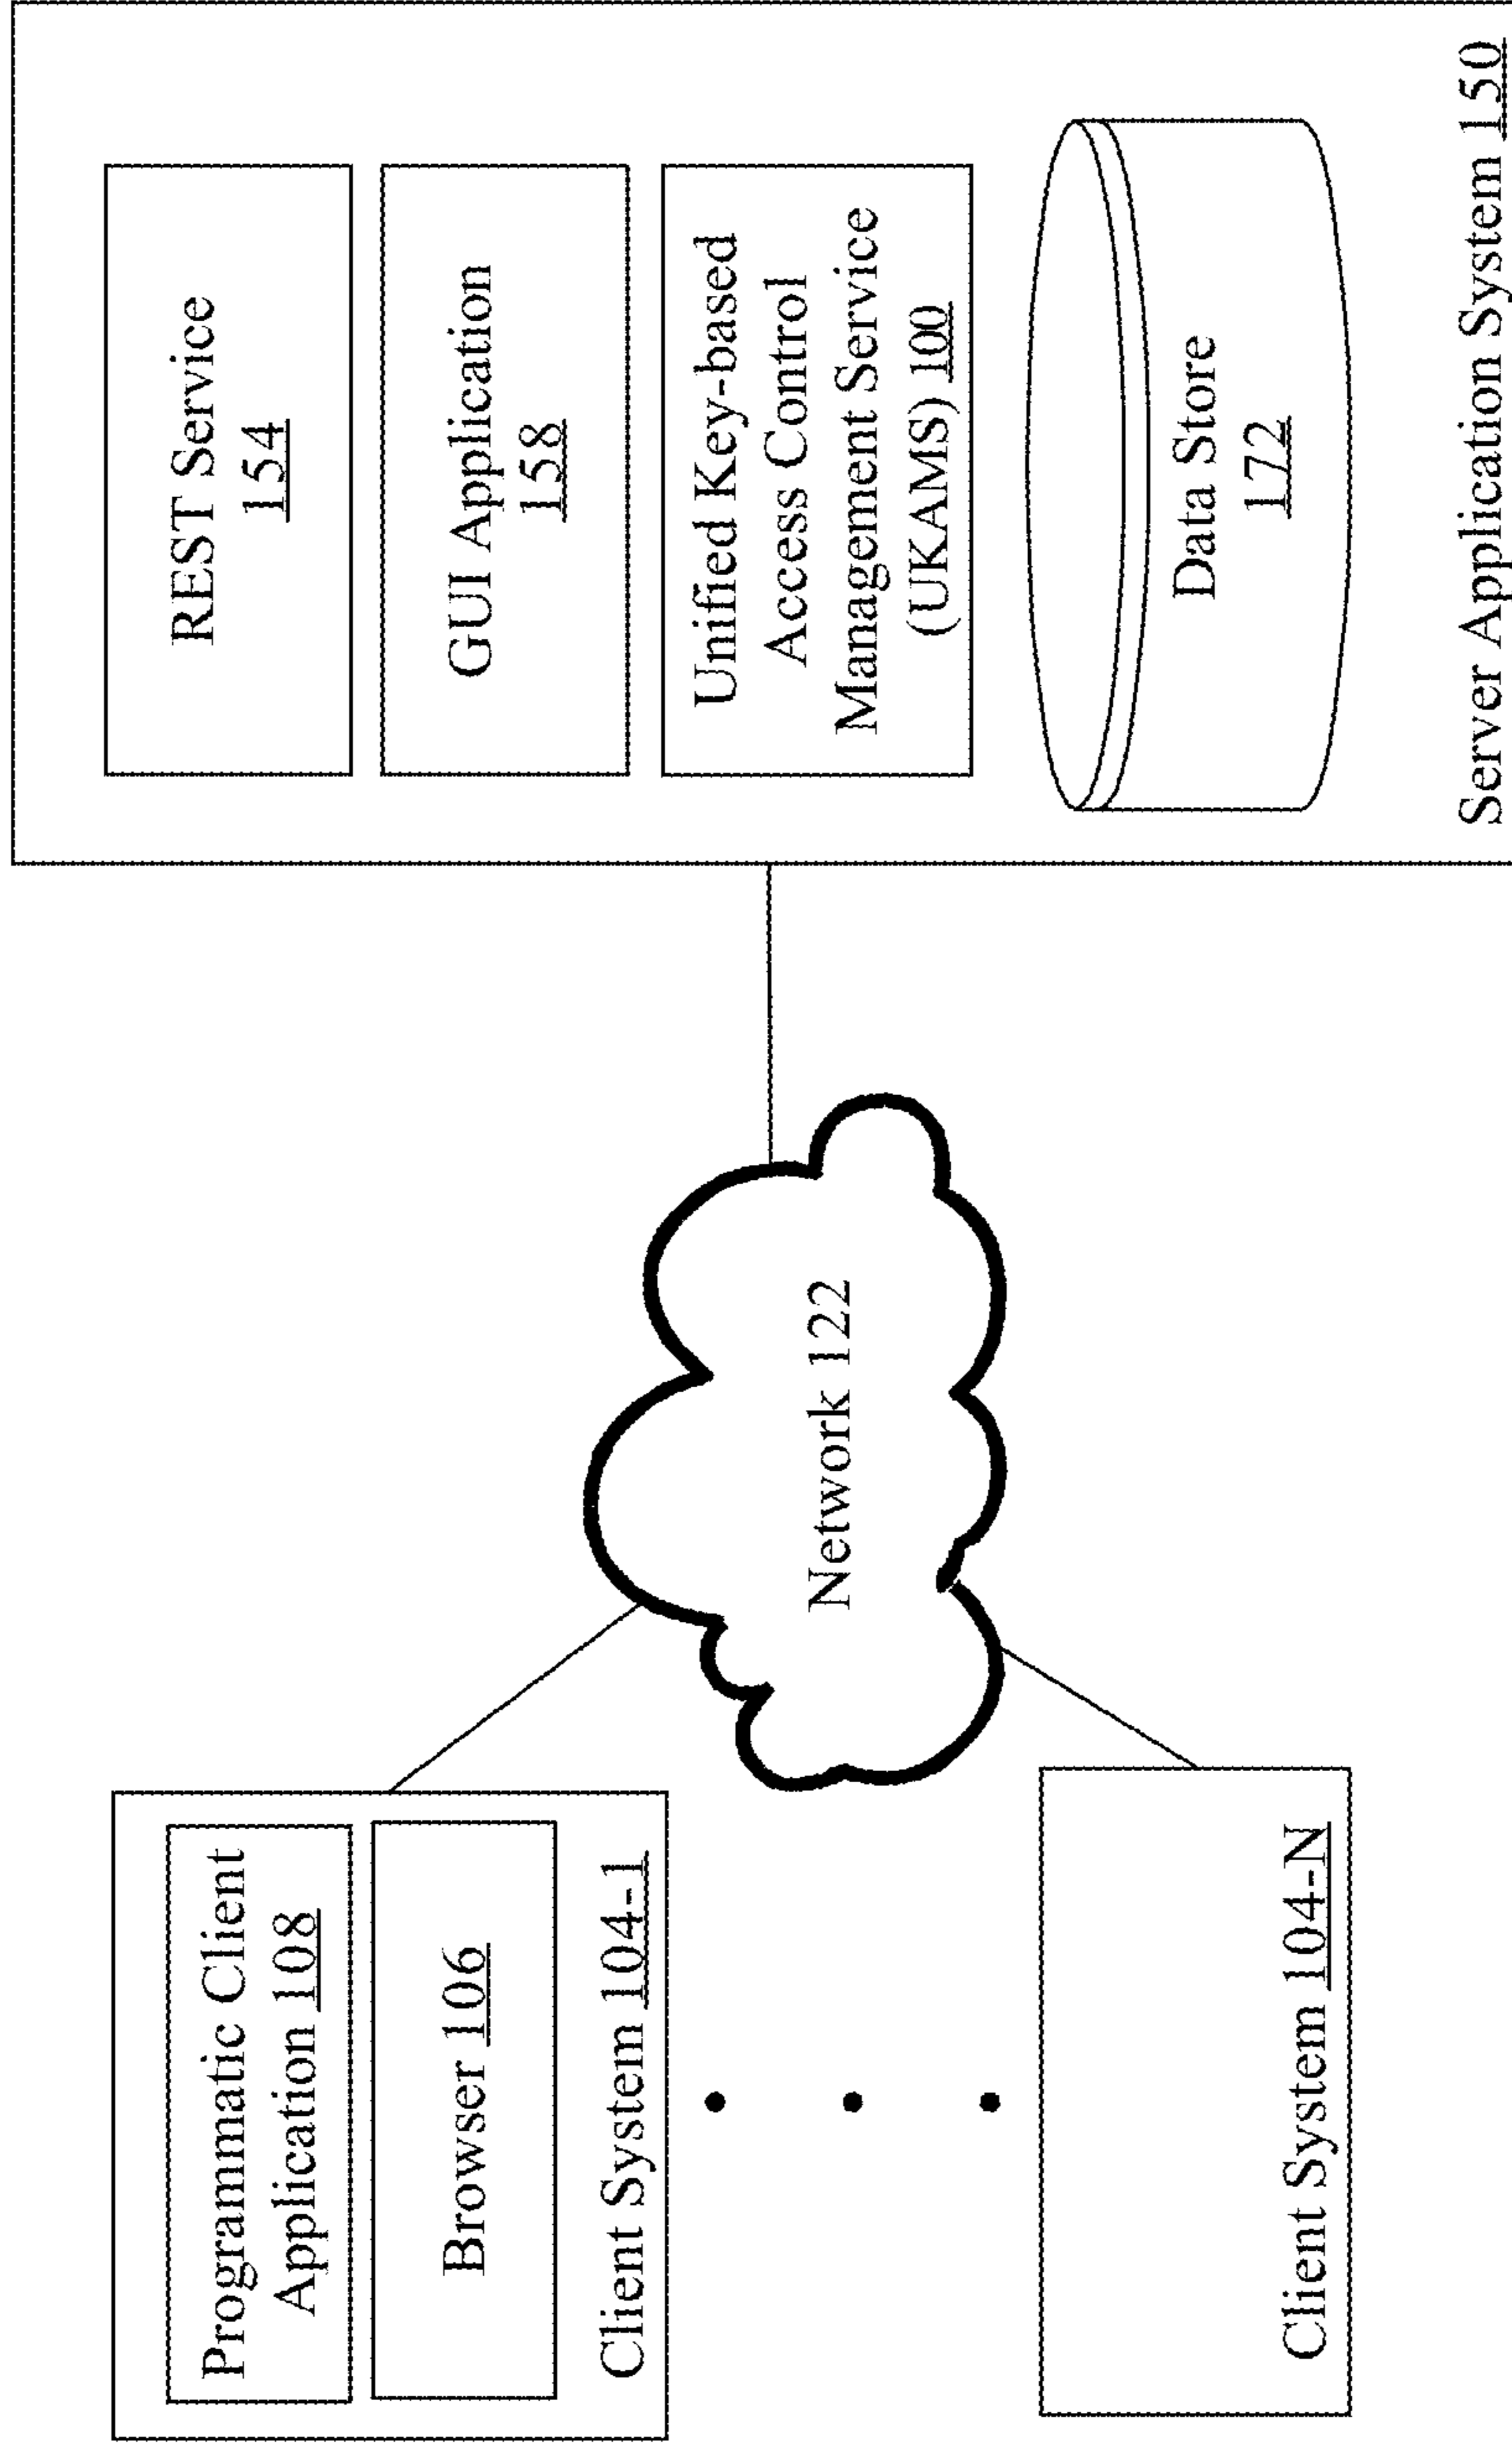 Programmatic Client
Application 108
Browser 106
Client System 104-1
Client System 104-N
Network 122
REST Service
154
GUI Application
158
Unified Key-based
Access Control
Management Service
(UKAMS) 100
Data Store
172
Server Application System 150